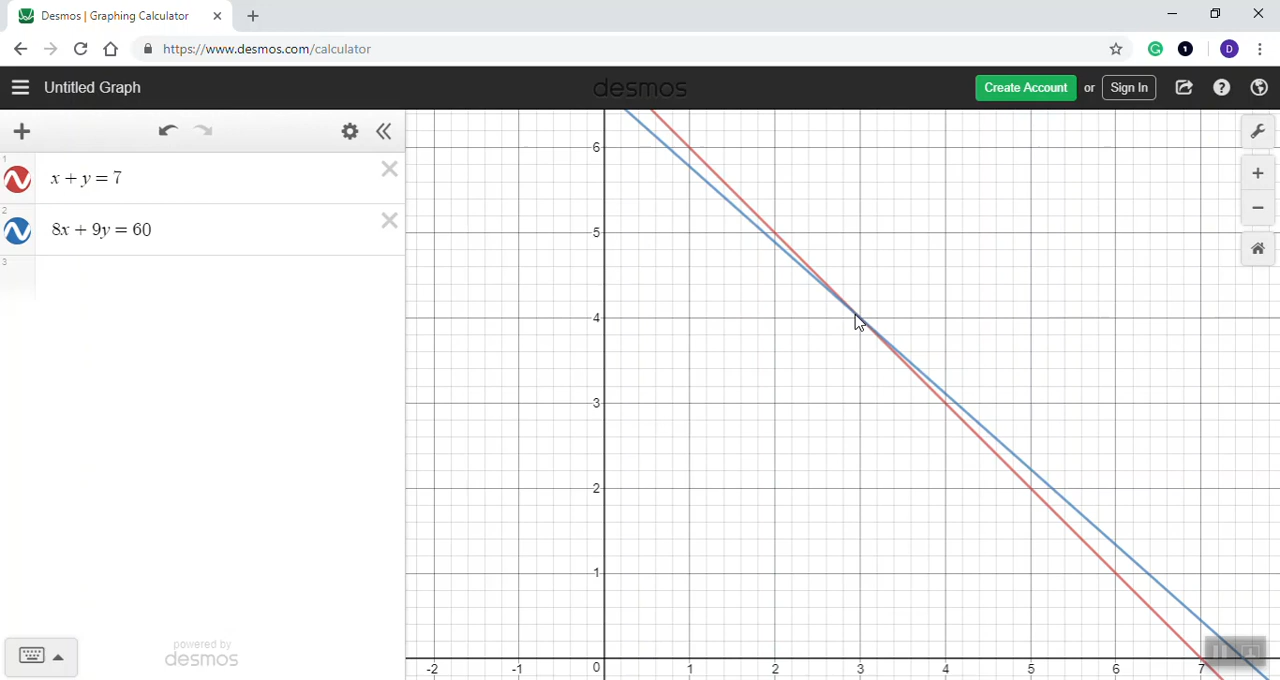 Desmos | Graphing Calculator
https://www.desmos.com/calculator
D
Untitled Graph
desmos
Create Account or Sign In
1
x + y = 7
2
8x + 9y = 60
3
6
5
4
3
2
1
-2 -1 0 1 2 3 4 5 6 7
powered by
desmos